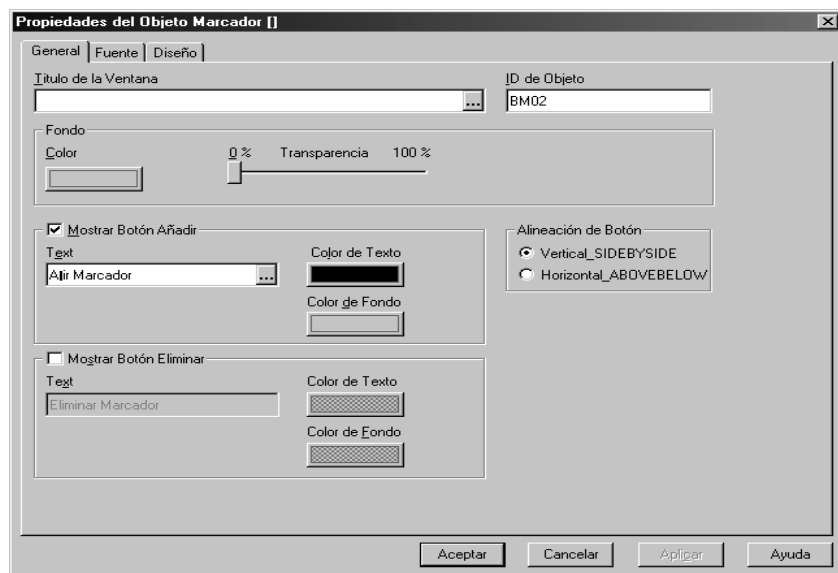 Propiedades del Objeto Marcador []
General Fuente Diseño
Titulo de la Ventana ID de Objeto
... BM02
Fondo
Color 0 % Transparencia 100 %
Mostrar Botón Añadir Alineación de Botón
Text Color de Texto Vertical_SIDEBYSIDE
Añir Marcador ... Horizontal_ABOVEBELOW
Color de Fondo
Mostrar Botón Eliminar
Text Color de Texto
Eliminar Marcador
Color de Fondo
Aceptar Cancelar Aplicar Ayuda